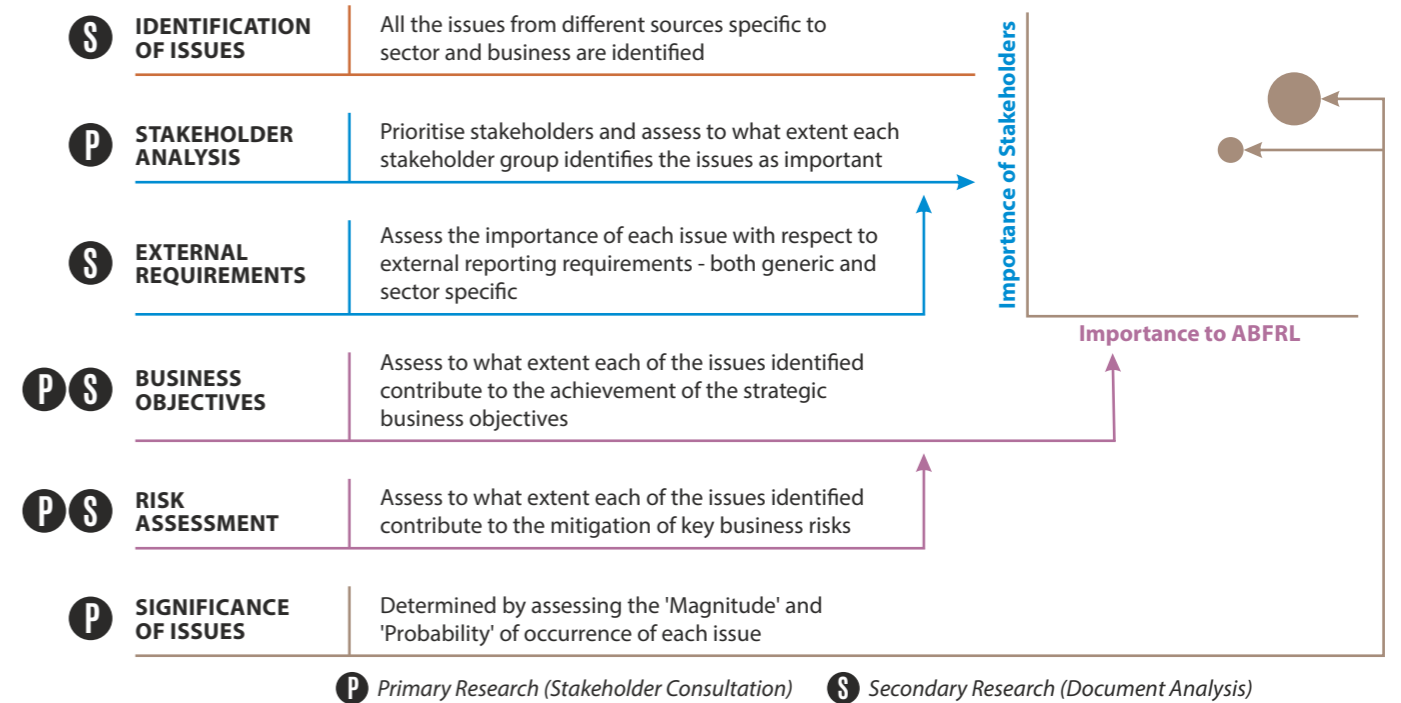 S
IDENTIFICATION
OF ISSUES
All the issues from different sources specific to
sector and business are identified
P
STAKEHOLDER
ANALYSIS
Prioritise stakeholders and assess to what extent each
stakeholder group identifies the issues as important
S
EXTERNAL
REQUIREMENTS
Assess the importance of each issue with respect to
external reporting requirements - both generic and
sector specific
P S
BUSINESS
OBJECTIVES
Assess to what extent each of the issues identified
contribute to the achievement of the strategic
business objectives
P S
RISK
ASSESSMENT
Assess to what extent each of the issues identified
contribute to the mitigation of key business risks
P
SIGNIFICANCE
OF ISSUES
Determined by assessing the 'Magnitude' and
'Probability' of occurrence of each issue
Importance of Stakeholders
Importance to ABFRL
P Primary Research (Stakeholder Consultation)
S Secondary Research (Document Analysis)